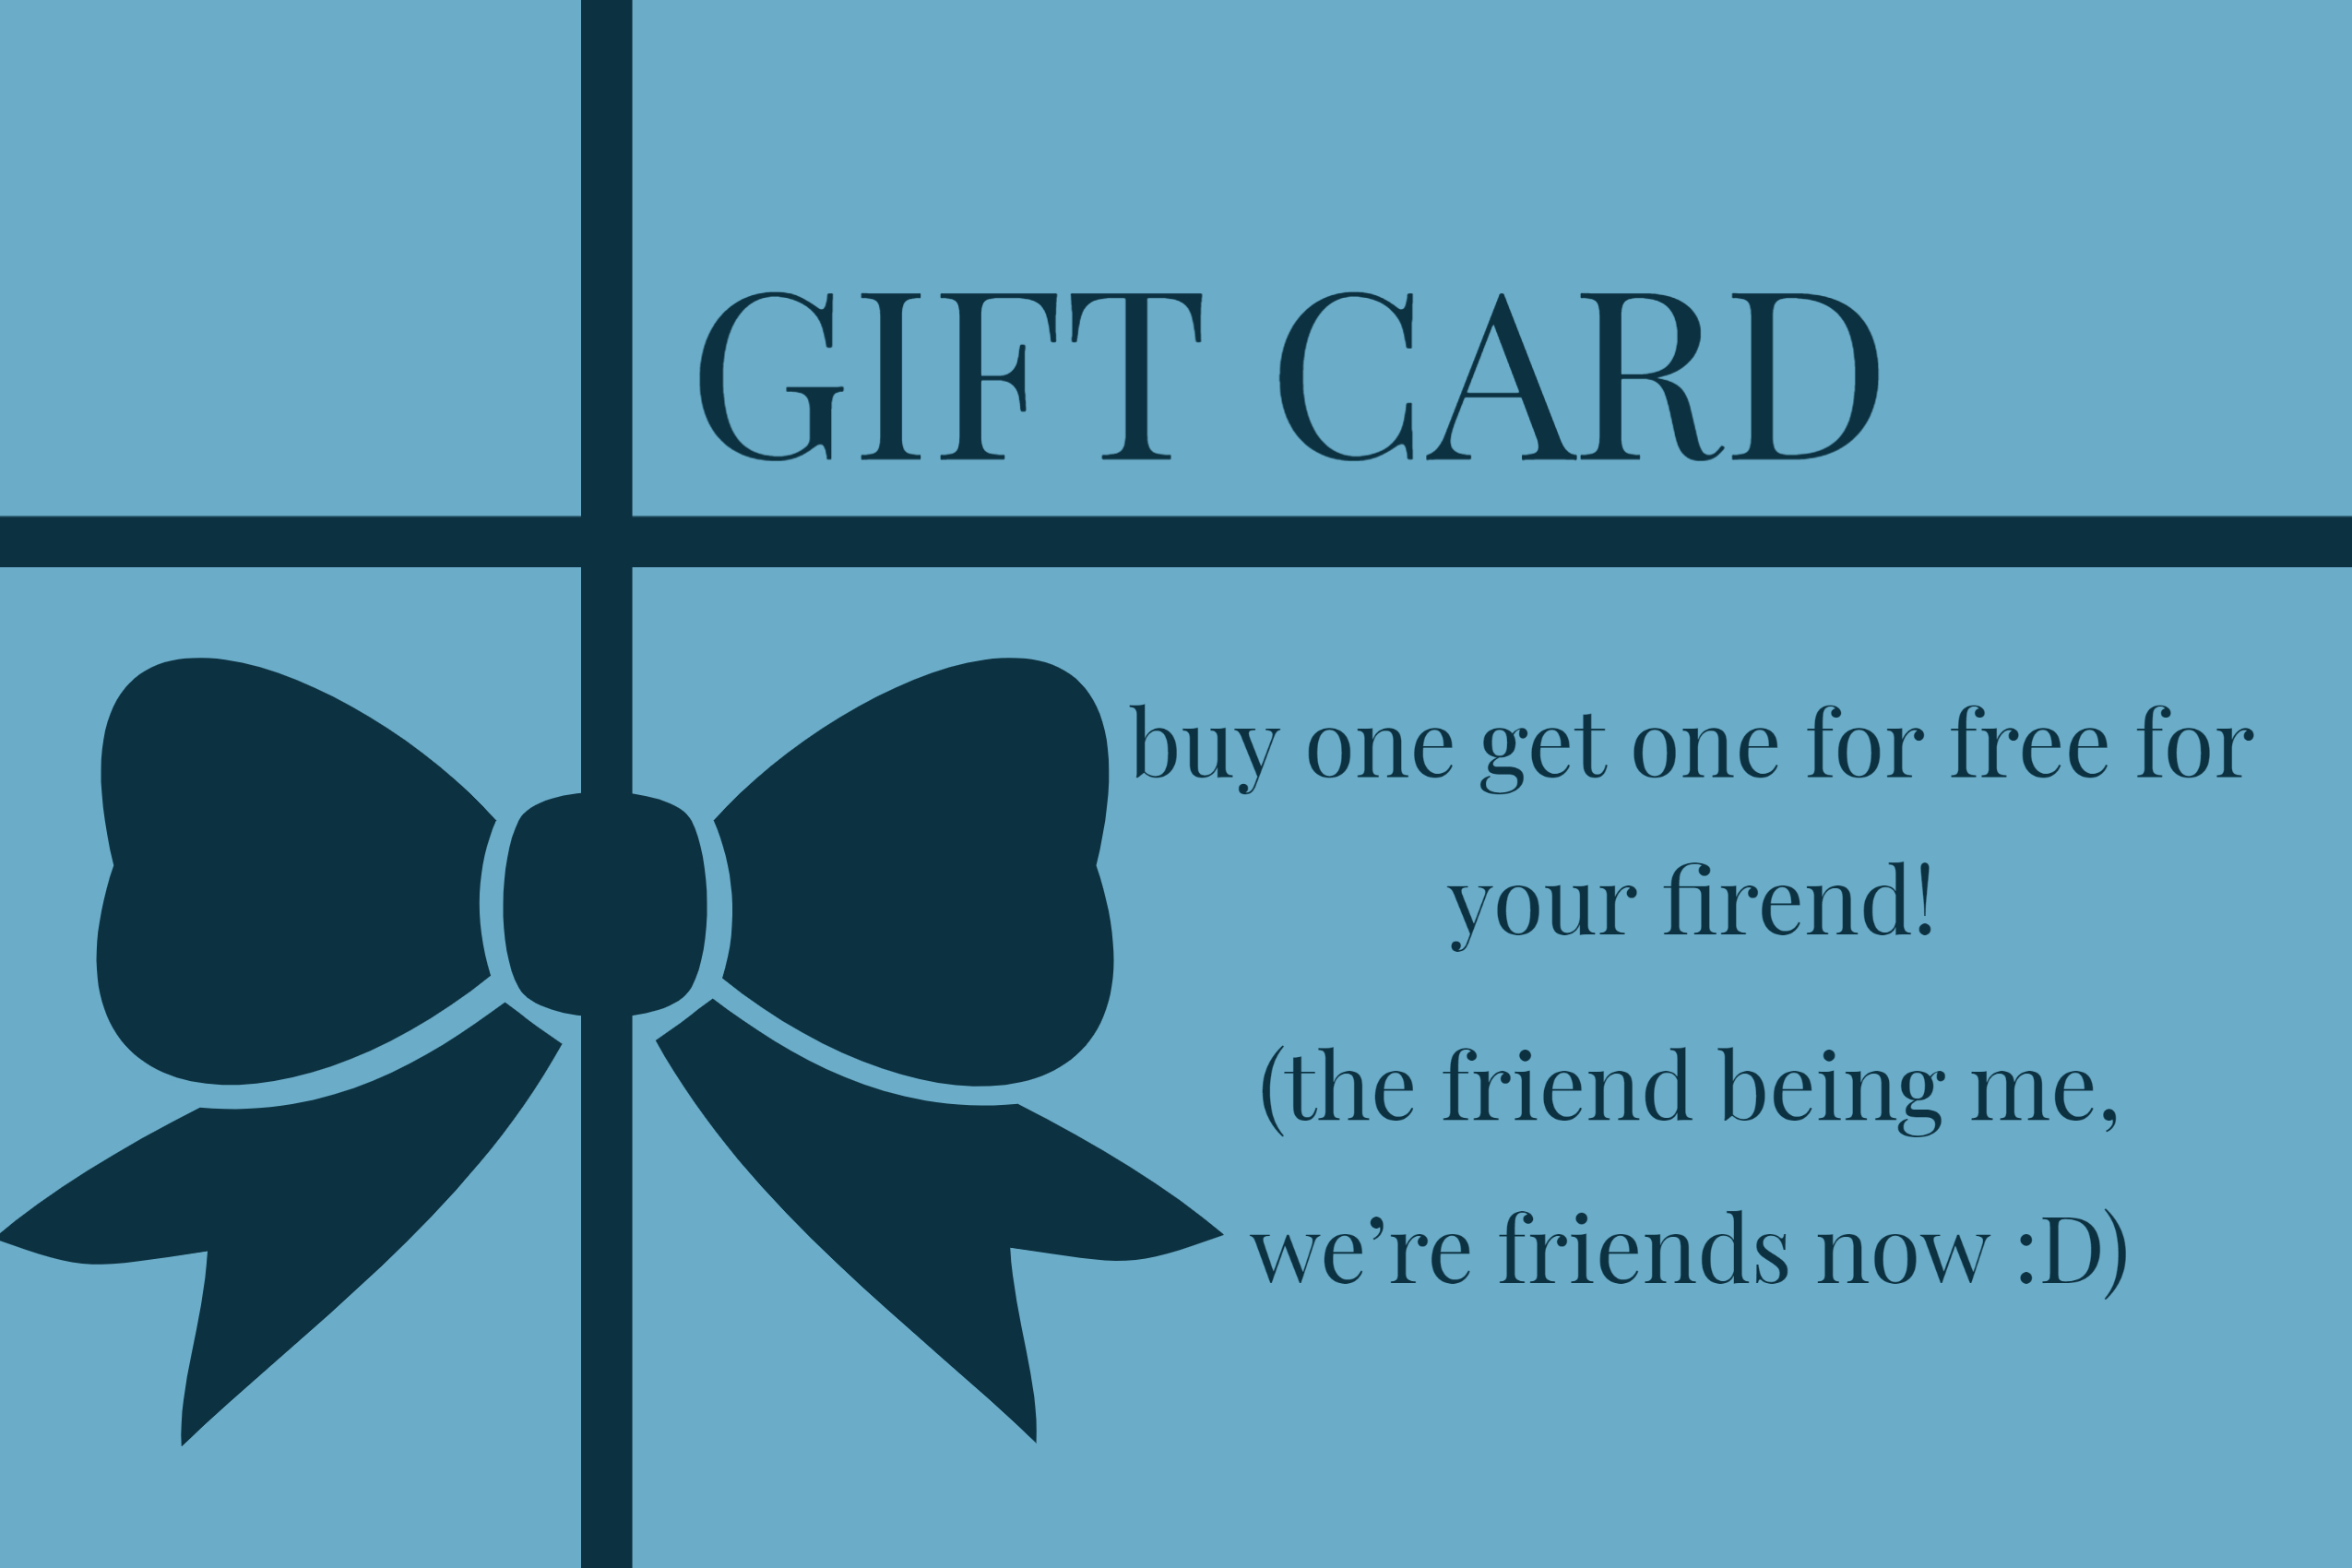 GIFT CARD
buy one get one for free for
your firend!
(the friend being me,
we're friends now :D)